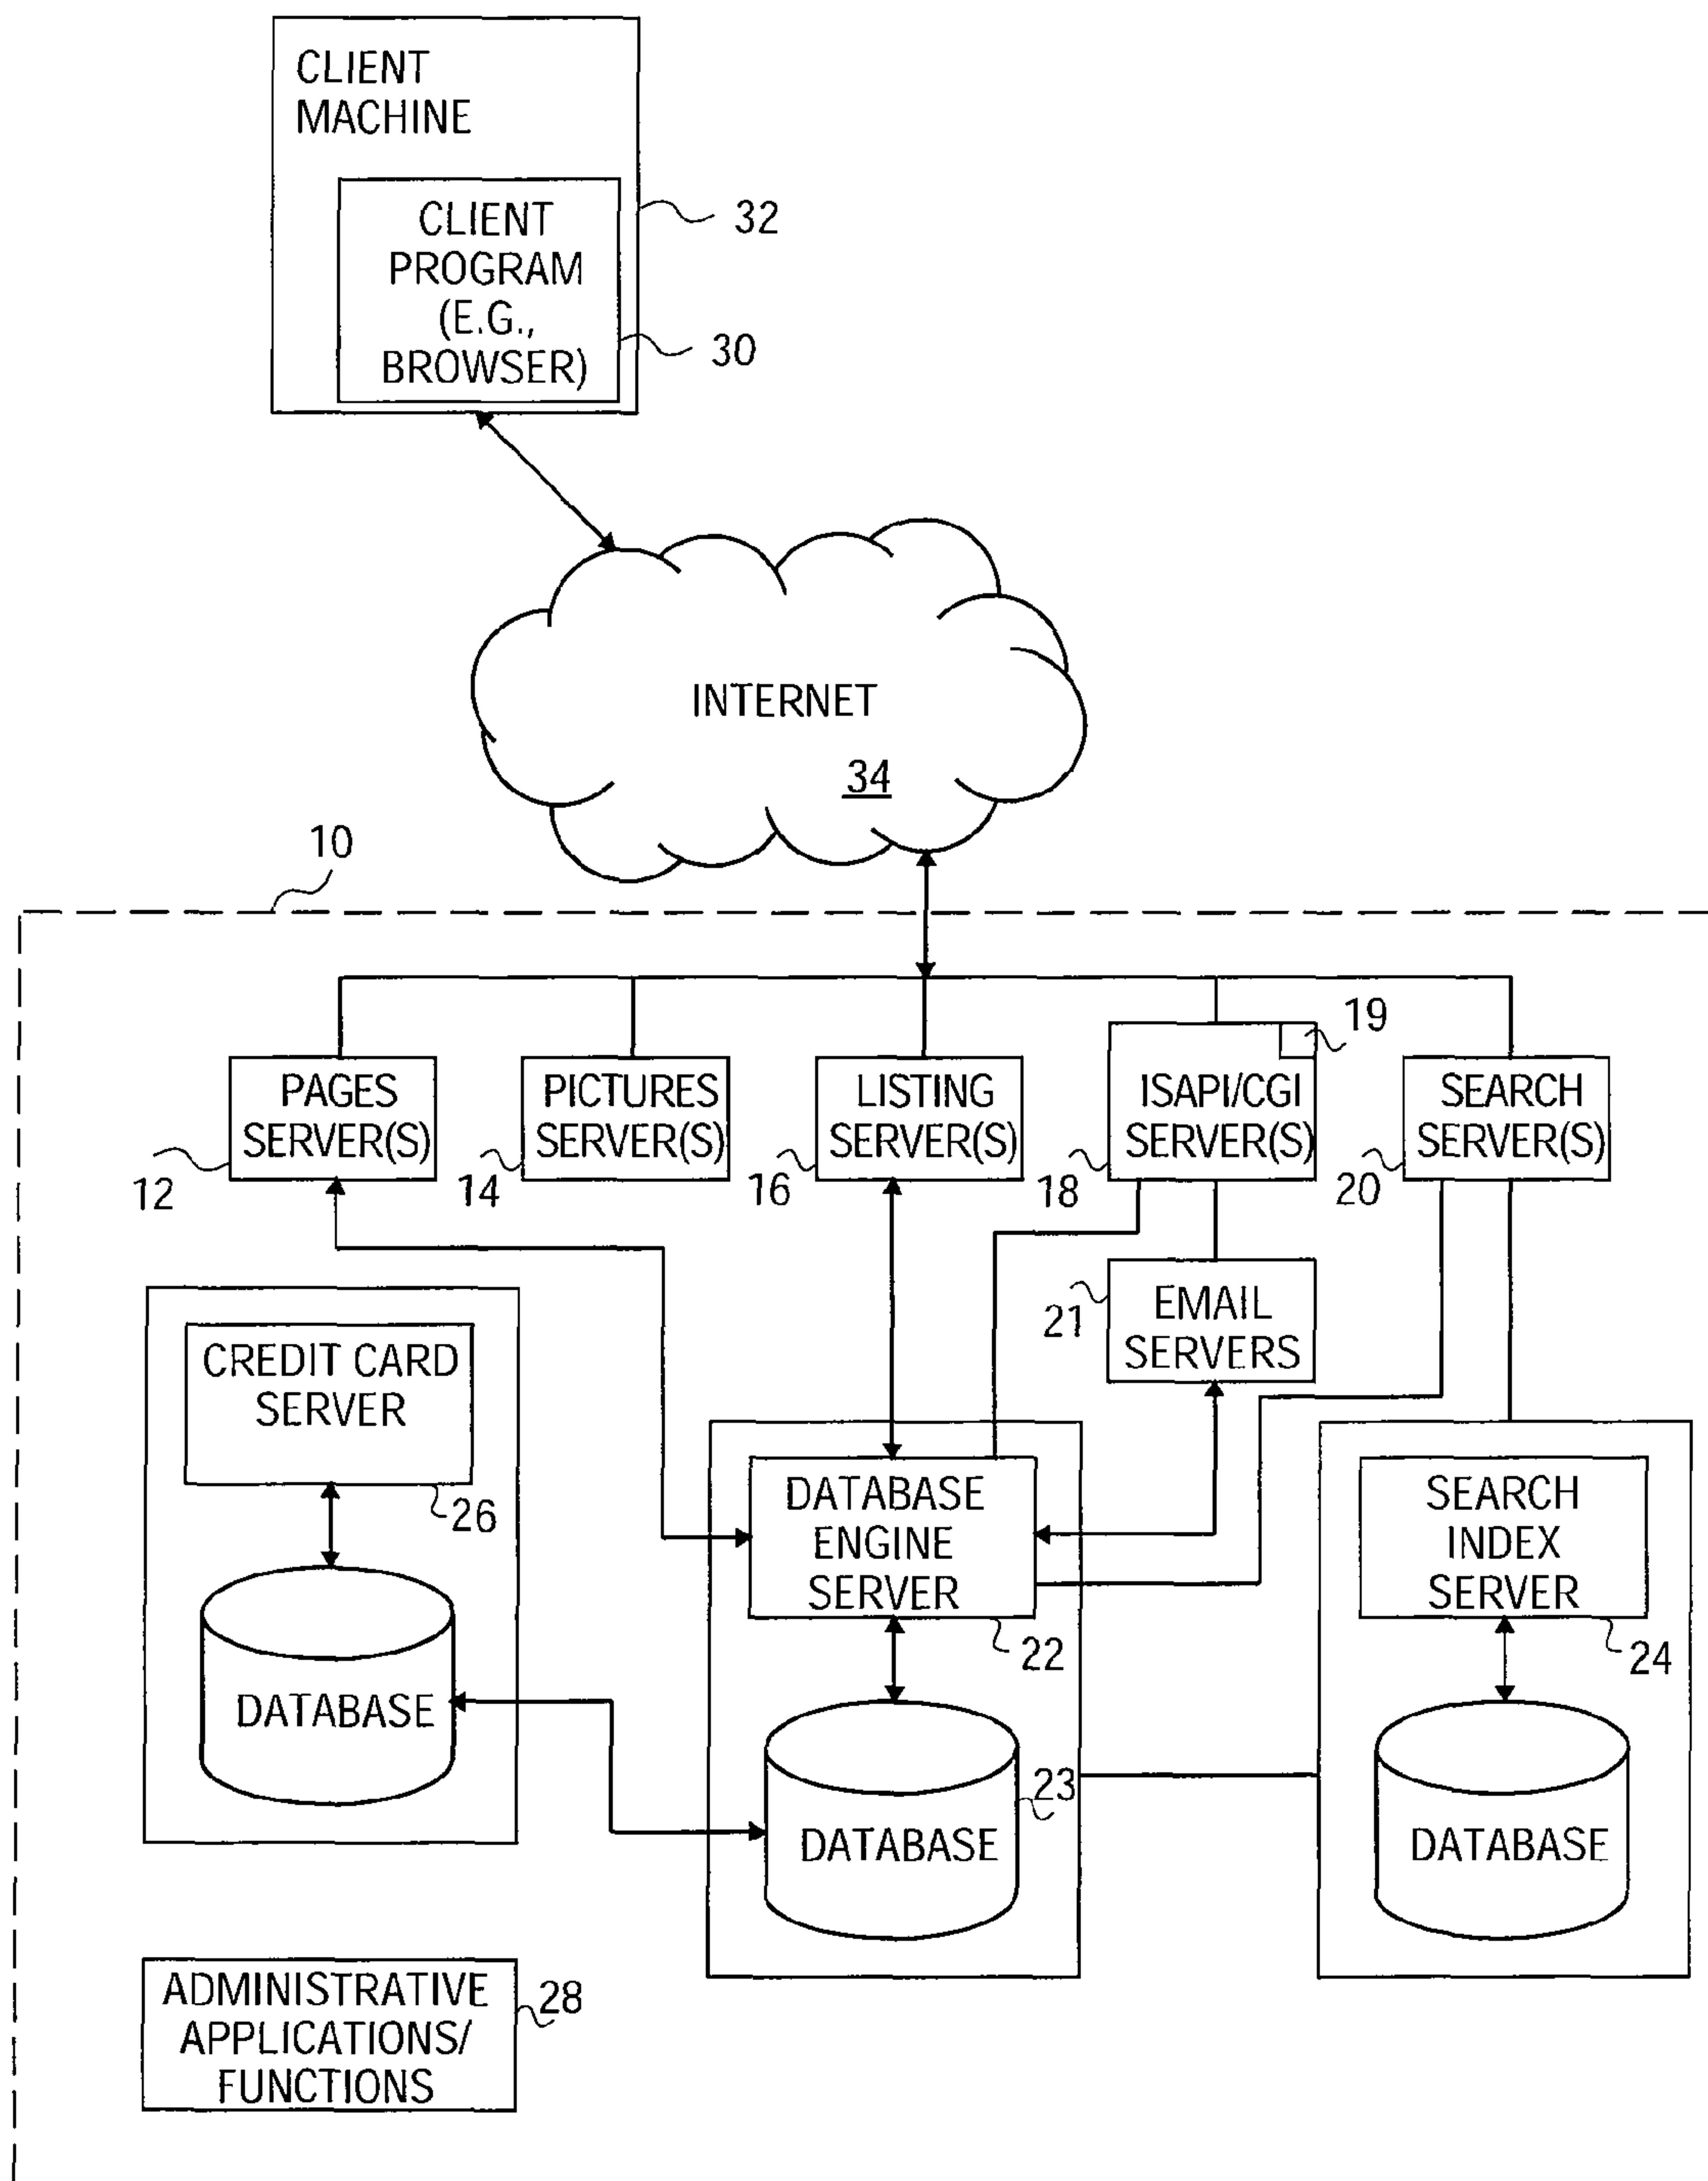 CLIENT
MACHINE
CLIENT
PROGRAM
(E.G.,
BROWSER)
32
30
INTERNET
34
10
19
PAGES
SERVER(S)
12
PICTURES
SERVER(S)
14
LISTING
SERVER(S)
16
ISAPI/CGI
SERVER(S)
18
SEARCH
SERVER(S)
20
EMAIL
SERVERS
21
CREDIT CARD
SERVER
26
DATABASE
DATABASE
ENGINE
SERVER
22
DATABASE
23
SEARCH
INDEX
SERVER
24
DATABASE
ADMINISTRATIVE
APPLICATIONS/
FUNCTIONS
28